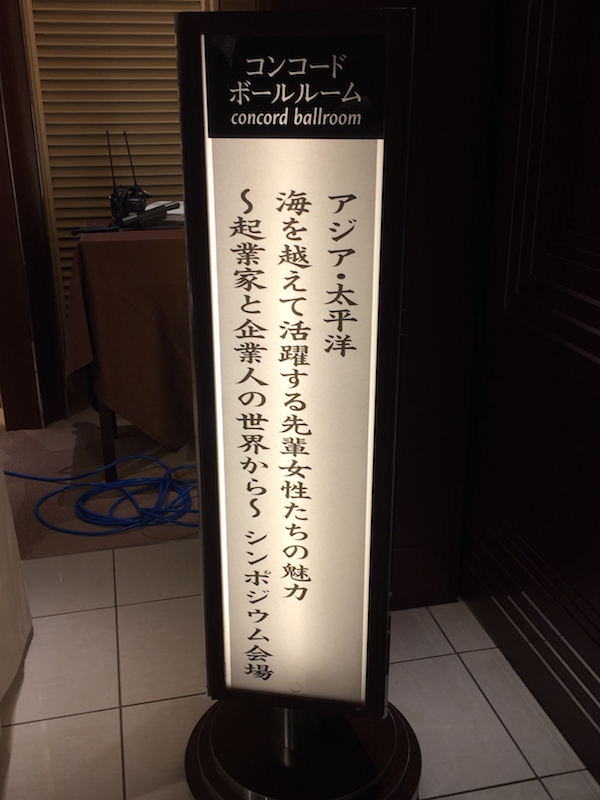 コンコード
ボールルーム
concord ballroom
アジア・太平洋
海を越えて活躍する先輩女性たちの魅力
〜起業家と企業人の世界から〜 シンポジウム会場